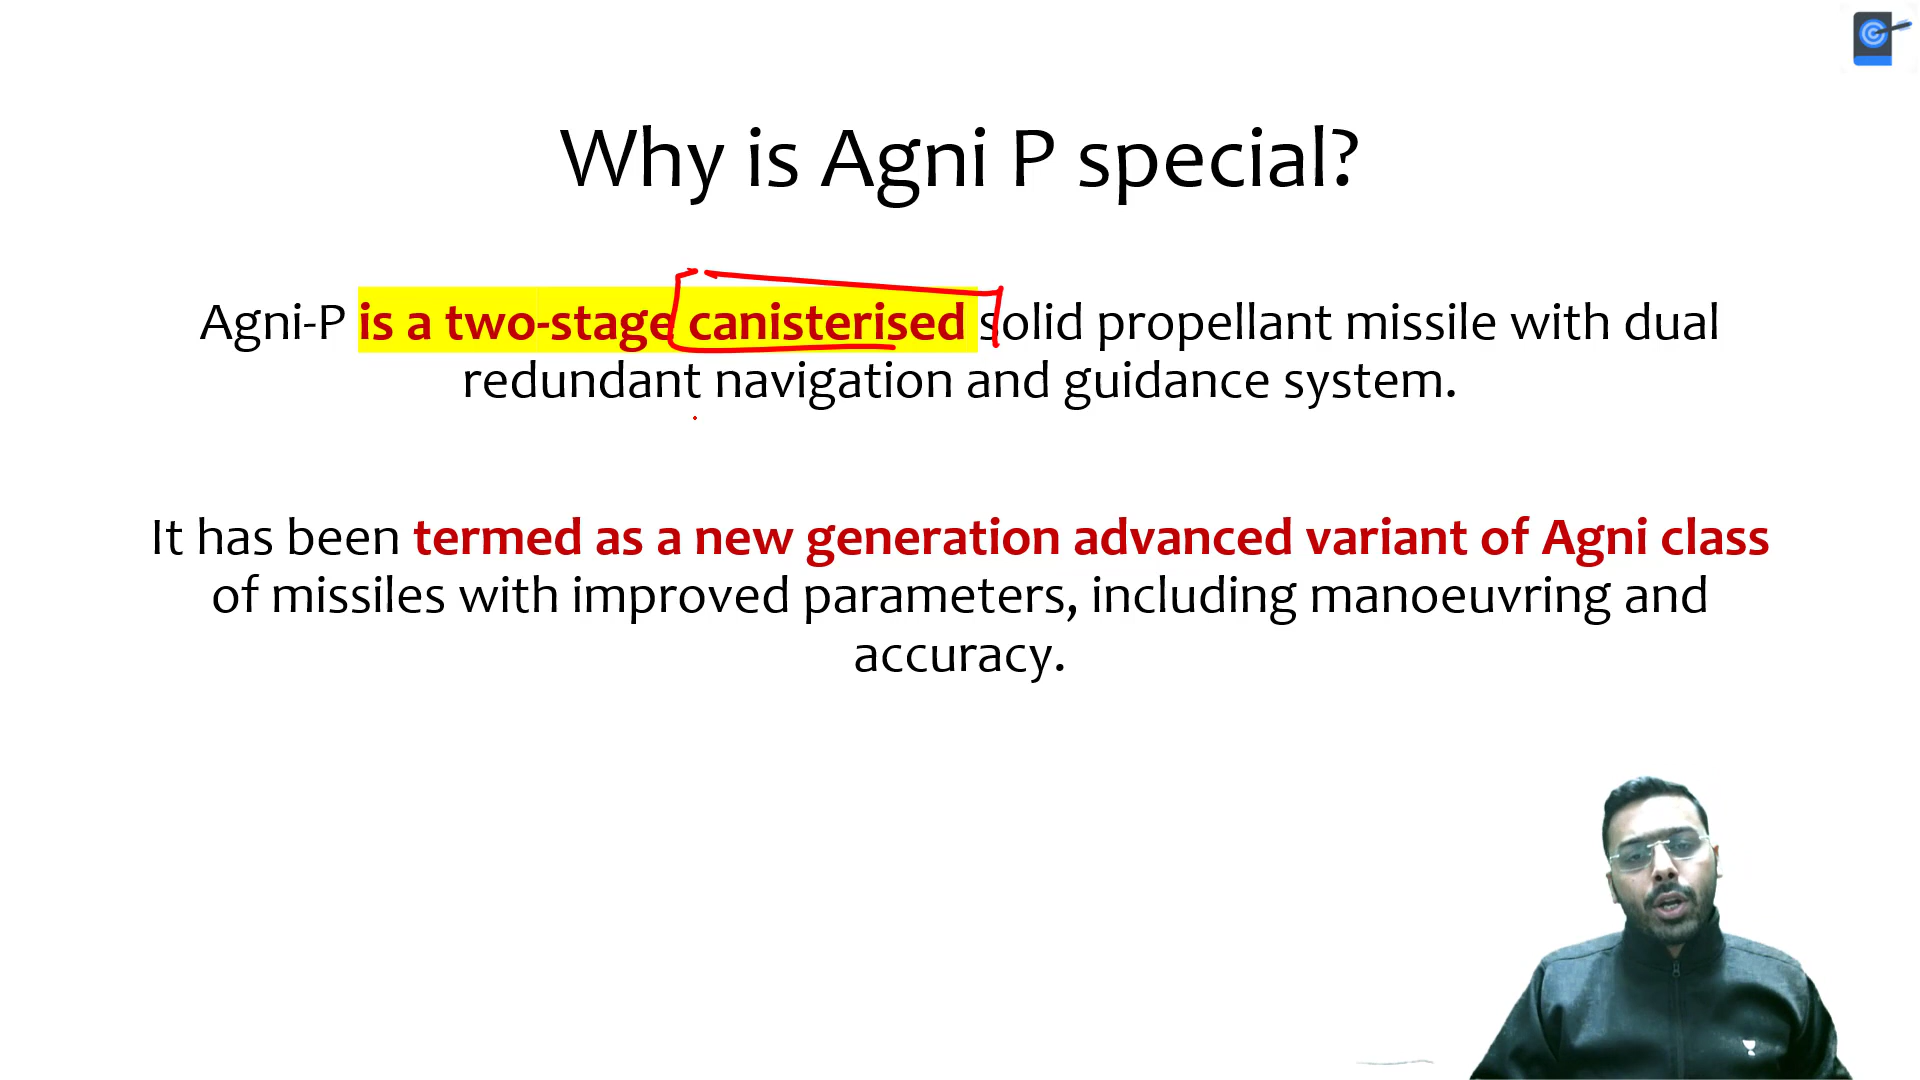 Why is Agni P special?
Agni-P is a two-stage canisterised solid propellant missile with dual
redundant navigation and guidance system.
It has been termed as a new generation advanced variant of Agni class
of missiles with improved parameters, including manoeuvring and
accuracy.